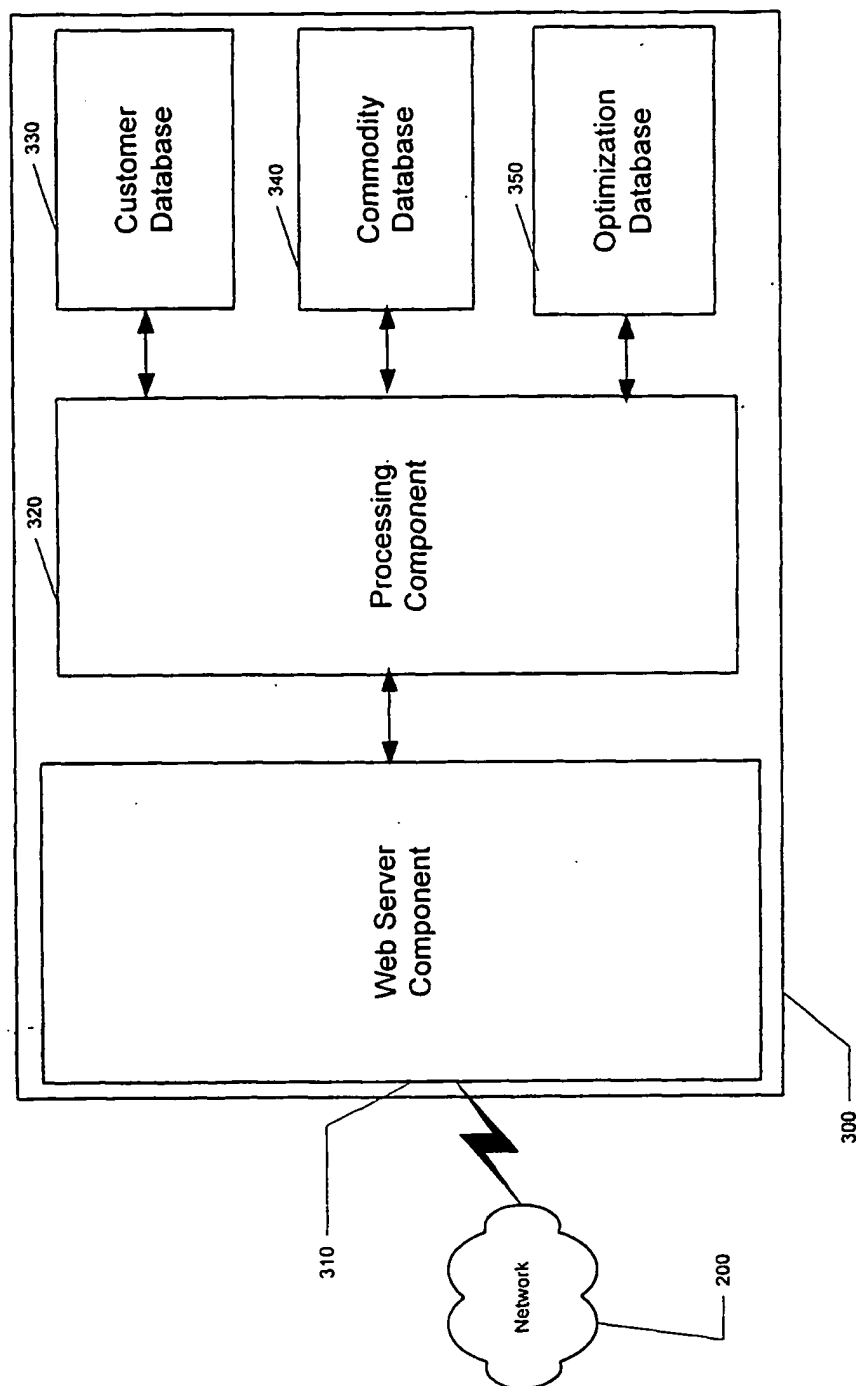 330
Customer
Database
340
Commodity
Database
350
Optimization
Database
320
Processing
Component
Web Server
Component
310
300
Network
200